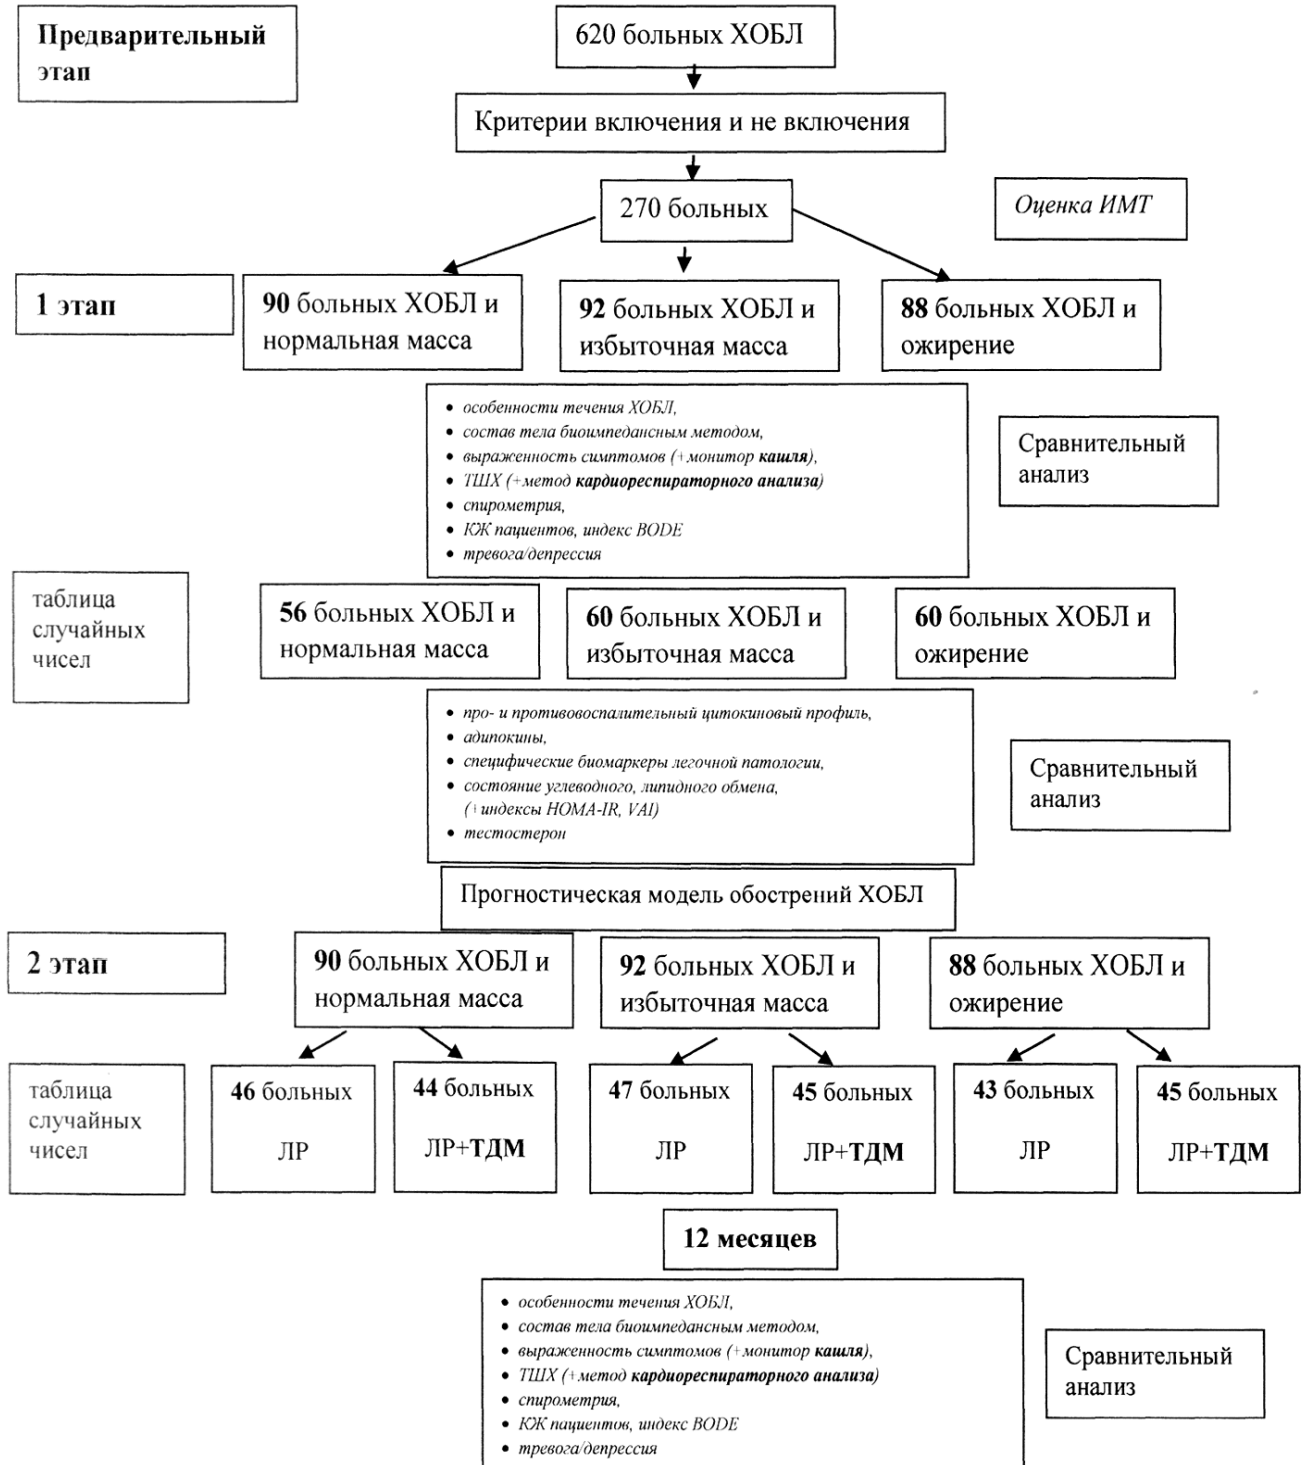 Предварительный
этап
620 больных ХОБЛ
Критерии включения и не включения
270 больных
Оценка ИМТ
1 этап
90 больных ХОБЛ и
нормальная масса
92 больных ХОБЛ и
избыточная масса
88 больных ХОБЛ и
ожирение
• особенности течения ХОБЛ,
• состав тела биоимпедансным методом,
• выраженность симптомов (+монитор кашля),
• ТШХ (+метод кардиореспираторного анализа)
• спирометрия,
• КЖ пациентов, индекс BODE
• тревога/депрессия
Сравнительный
анализ
таблица
случайных
чисел
56 больных ХОБЛ и
нормальная масса
60 больных ХОБЛ и
избыточная масса
60 больных ХОБЛ и
ожирение
• про- и противовоспалительный цитокиновый профиль,
• адипокины,
• специфические биомаркеры легочной патологии,
• состояние углеводного, липидного обмена,
(+индексы HOMA-IR, VAI)
• тестостерон
Сравнительный
анализ
Прогностическая модель обострений ХОБЛ
2 этап
90 больных ХОБЛ и
нормальная масса
92 больных ХОБЛ и
избыточная масса
88 больных ХОБЛ и
ожирение
таблица
случайных
чисел
46 больных
ЛР
44 больных
ЛР+ТДМ
47 больных
ЛР
45 больных
ЛР+ТДМ
43 больных
ЛР
45 больных
ЛР+ТДМ
12 месяцев
• особенности течения ХОБЛ,
• состав тела биоимпедансным методом,
• выраженность симптомов (+монитор кашля),
• ТШХ (+метод кардиореспираторного анализа)
• спирометрия,
• КЖ пациентов, индекс BODE
• тревога/депрессия
Сравнительный
анализ